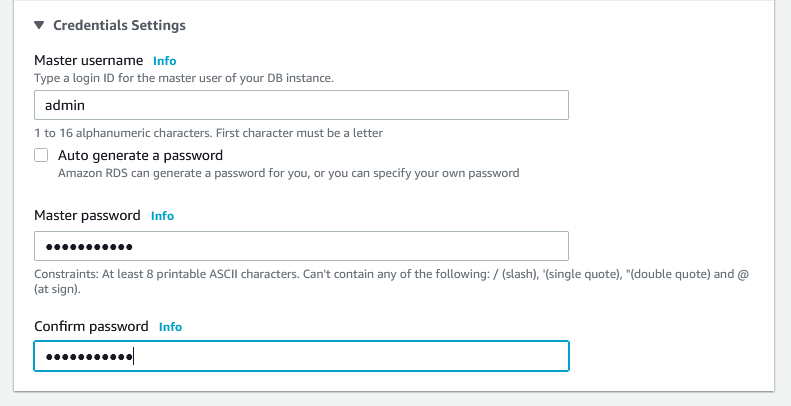 Credentials Settings
Master username Info
Type a login ID for the master user of your DB instance.
admin
1 to 16 alphanumeric characters. First character must be a letter
Auto generate a password
Amazon RDS can generate a password for you, or you can specify your own password
Master password Info
•••••••••••
Constraints: At least 8 printable ASCII characters. Can't contain any of the following: / (slash), '(single quote), "(double quote) and @
(at sign).
Confirm password Info
•••••••••••